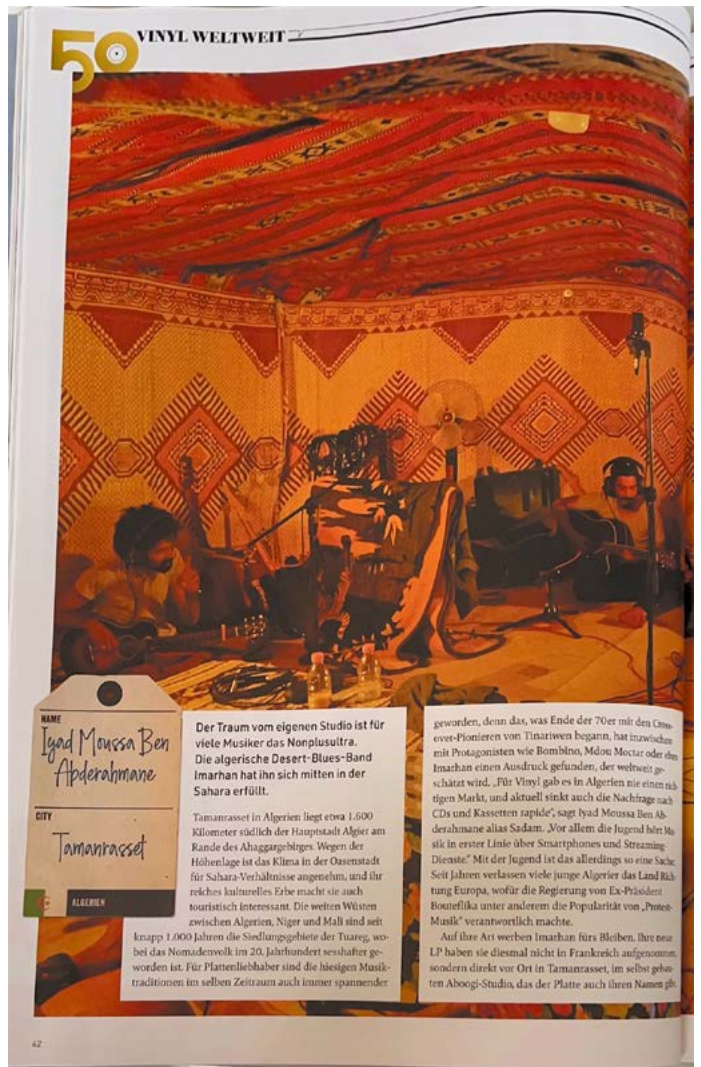 50 VINYL WELTWEIT
NAME
Iyad Moussa Ben
Abderahmane
CITY
Tamanrasset
ALGERIEN
Der Traum vom eigenen Studio ist für
viele Musiker das Nonplusultra.
Die algerische Desert-Blues-Band
Imarhan hat ihn sich mitten in der
Sahara erfüllt.
Tamanrasset in Algerien liegt etwa 1.600
Kilometer südlich der Hauptstadt Algier am
Rande des Ahaggargebirges. Wegen der
Höhenlage ist das Klima in der Oasenstadt
für Sahara-Verhältnisse angenehm, und ihr
reiches kulturelles Erbe macht sie auch
touristisch interessant. Die weiten Wüsten
zwischen Algerien, Niger und Mali sind seit
knapp 1.000 Jahren die Siedlungsgebiete der Tuareg, wo-
bei das Nomadenvolk im 20. Jahrhundert sesshafter ge-
worden ist. Für Plattenliebhaber sind die hiesigen Musik-
traditionen im selben Zeitraum auch immer spannender
geworden, denn das, was Ende der 70er mit den Cross-
over-Pionieren von Tinariwen begann, hat inzwischen
mit Protagonisten wie Bombino, Mdou Moctar oder eben
Imarhan einen Ausdruck gefunden, der weltweit ge-
schätzt wird. „Für Vinyl gab es in Algerien nie einen rich-
tigen Markt, und aktuell sinkt auch die Nachfrage nach
CDs und Kassetten rapide“, sagt Iyad Moussa Ben Ab-
derahmane alias Sadam. „Vor allem die Jugend hört Mu-
sik in erster Linie über Smartphones und Streaming-
Dienste.“ Mit der Jugend ist das allerdings so eine Sache:
Seit Jahren verlassen viele junge Algerier das Land Rich-
tung Europa, wofür die Regierung von Ex-Präsident
Bouteflika unter anderem die Popularität von „Protest-
Musik“ verantwortlich machte.
Auf ihre Art werben Imarhan fürs Bleiben. Ihre neue
LP haben sie diesmal nicht in Frankreich aufgenommen,
sondern direkt vor Ort in Tamanrasset, im selbst gebau-
ten Aboogi-Studio, das der Platte auch ihren Namen gibt.
62